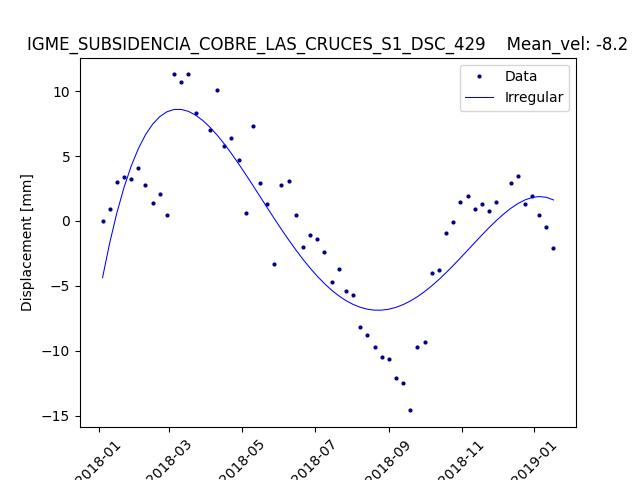 IGME_SUBSIDENCIA_COBRE_LAS_CRUCES_S1_DSC_429 Mean_vel: -8.2
Data
Irregular
10
5
0
−5
−10
−15
Displacement [mm]
2018-01 2018-03 2018-05 2018-07 2018-09 2018-11 2019-01